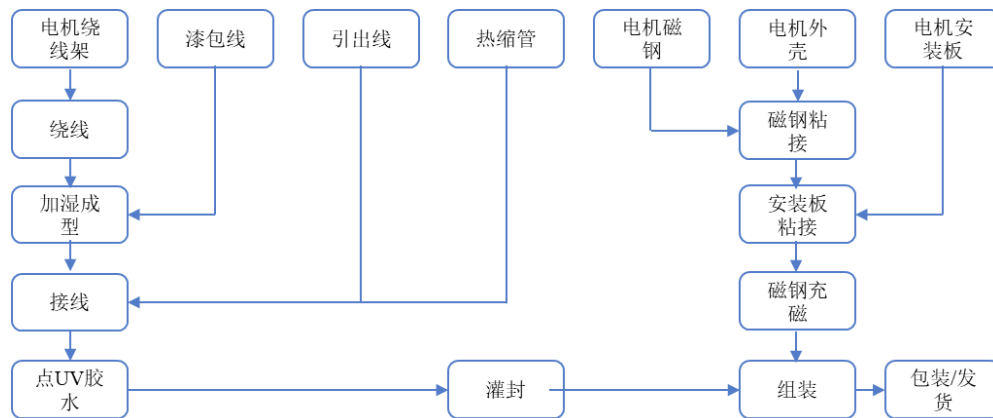 电机绕
线架
漆包线
引出线
热缩管
电机磁
钢
电机外
壳
电机安
装板
绕线
磁钢粘
接
加湿成
型
安装板
粘接
接线
磁钢充
磁
点UV胶
水
灌封
组装
包装/发
货